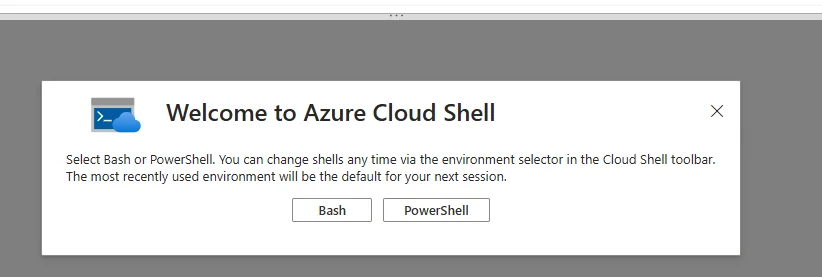 Welcome to Azure Cloud Shell
Select Bash or PowerShell. You can change shells any time via the environment selector in the Cloud Shell toolbar.
The most recently used environment will be the default for your next session.
Bash PowerShell